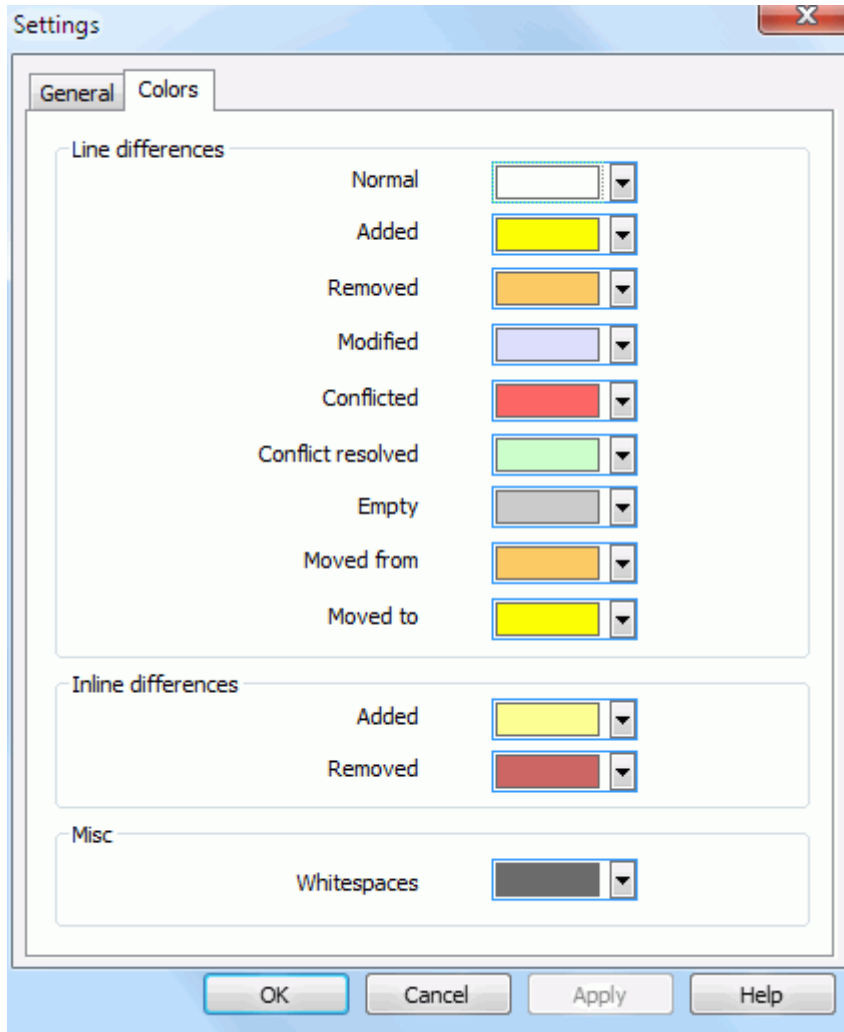 Settings
General Colors
Line differences
Normal
Added
Removed
Modified
Conflicted
Conflict resolved
Empty
Moved from
Moved to
Inline differences
Added
Removed
Misc
Whitespaces
OK Cancel Apply Help